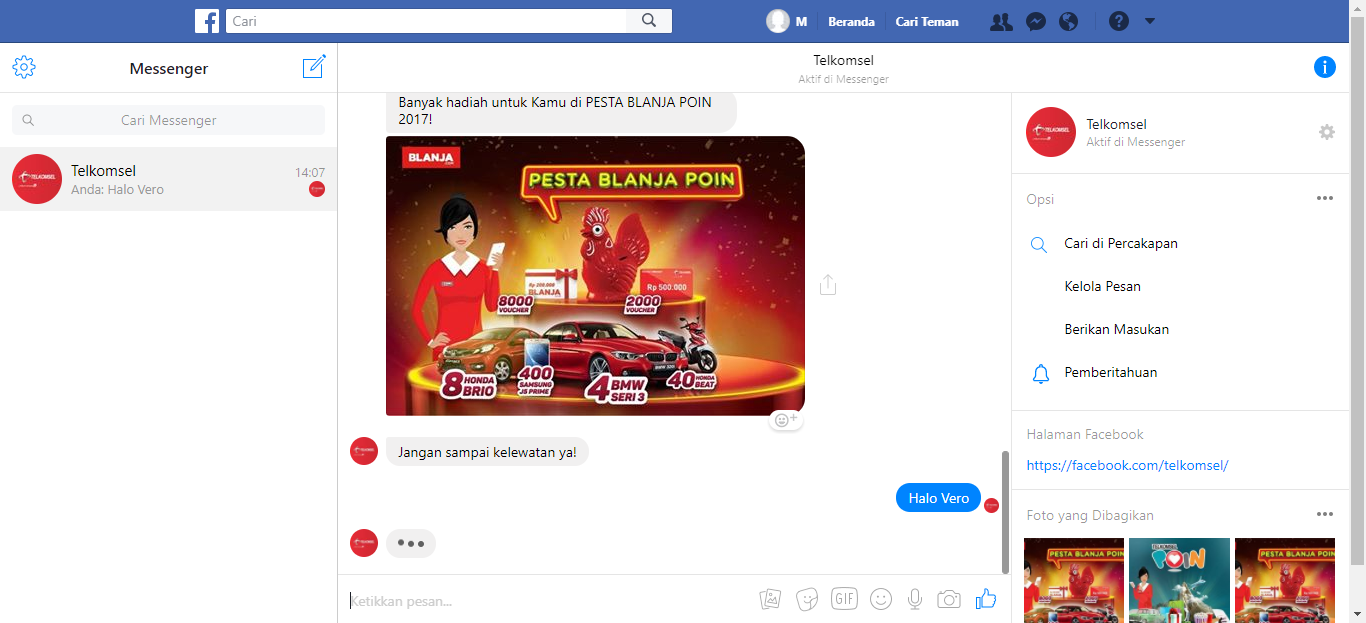 Cari
M
Beranda
Cari Teman
Messenger
Cari Messenger
Telkomsel
14:07
Anda: Halo Vero
Telkomsel
Aktif di Messenger
Banyak hadiah untuk Kamu di PESTA BLANJA POIN
2017!
BLANJA
PESTA BLANJA POIN
Rp 200.000
BLANJA
Rp 500.000
8000
VOUCHER
2000
VOUCHER
8 HONDA
BRIO
400
SAMSUNG
J5 PRIME
4 BMW
SERI 3
40 HONDA
BEAT
Jangan sampai kelewatan ya!
Halo Vero
Ketikkan pesan...
GIF
TELKOMSEL
Telkomsel
Aktif di Messenger
Opsi
Cari di Percakapan
Kelola Pesan
Berikan Masukan
Pemberitahuan
Halaman Facebook
https://facebook.com/telkomsel/
Foto yang Dibagikan
PESTA BLANJA POIN
TELKOMSEL
POIN
PESTA BLANJA POIN